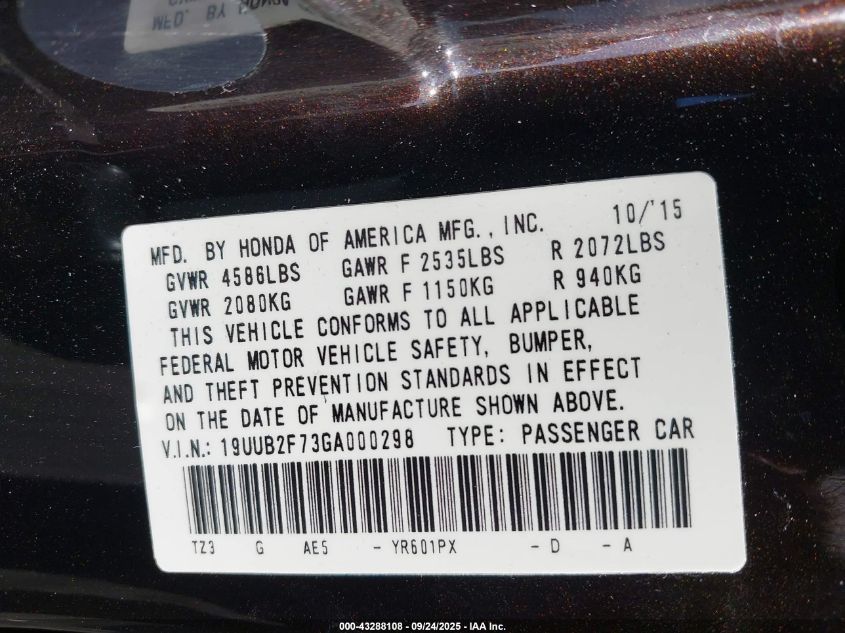 MFD. BY HONDA OF AMERICA MFG., INC. 10/'15
GVWR 4586LBS GAWR F 2535LBS R 2072LBS
GVWR 2080KG GAWR F 1150KG R 940KG
THIS VEHICLE CONFORMS TO ALL APPLICABLE
FEDERAL MOTOR VEHICLE SAFETY, BUMPER,
AND THEFT PREVENTION STANDARDS IN EFFECT
ON THE DATE OF MANUFACTURE SHOWN ABOVE.
V.I.N.: 19UUB2F73GA000298 TYPE: PASSENGER CAR
TZ3 G AE5 - YR601PX - D - A
000-43288108 - 09/24/2025 - IAA Inc.